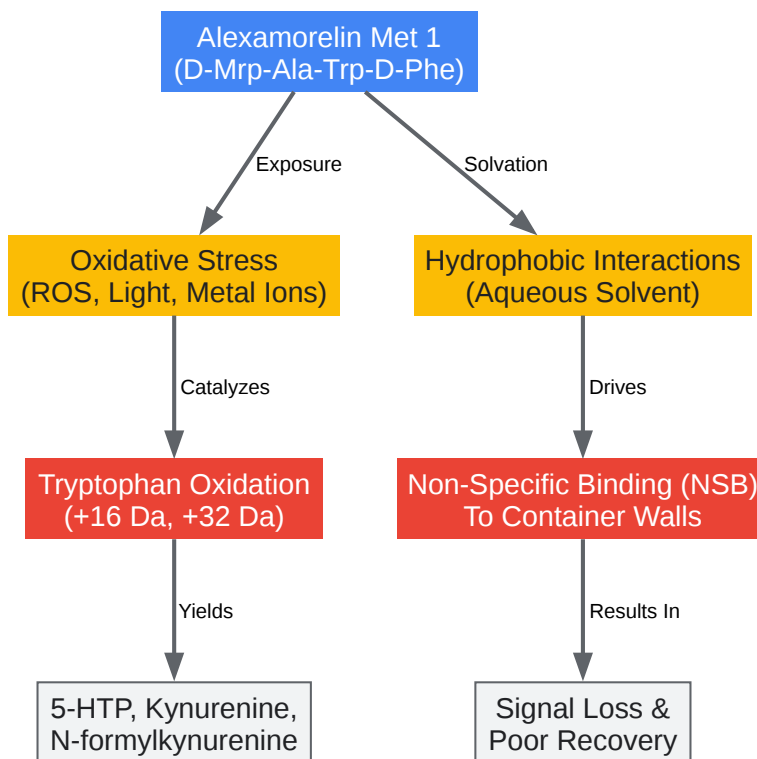 Alexamorelin Met 1
(D-Mrp-Ala-Trp-D-Phe)
Exposure
Solvation
Oxidative Stress
(ROS, Light, Metal Ions)
Hydrophobic Interactions
(Aqueous Solvent)
Catalyzes
Drives
Tryptophan Oxidation
(+16 Da, +32 Da)
Non-Specific Binding (NSB)
To Container Walls
Yields
Results In
5-HTP, Kynurenine,
N-formylkynurenine
Signal Loss &
Poor Recovery